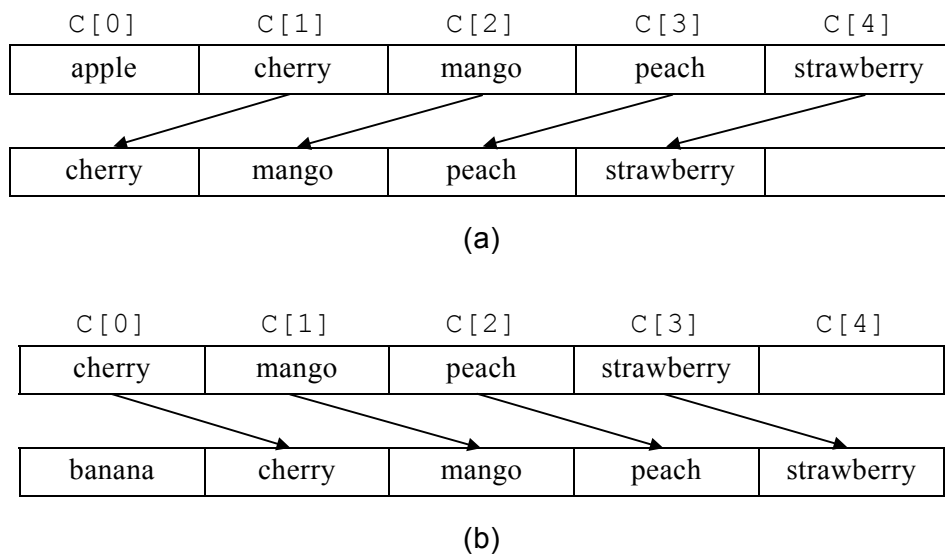 C[0] C[1] C[2] C[3] C[4]
apple cherry mango peach strawberry
cherry mango peach strawberry
(a)
C[0] C[1] C[2] C[3] C[4]
cherry mango peach strawberry
banana cherry mango peach strawberry
(b)